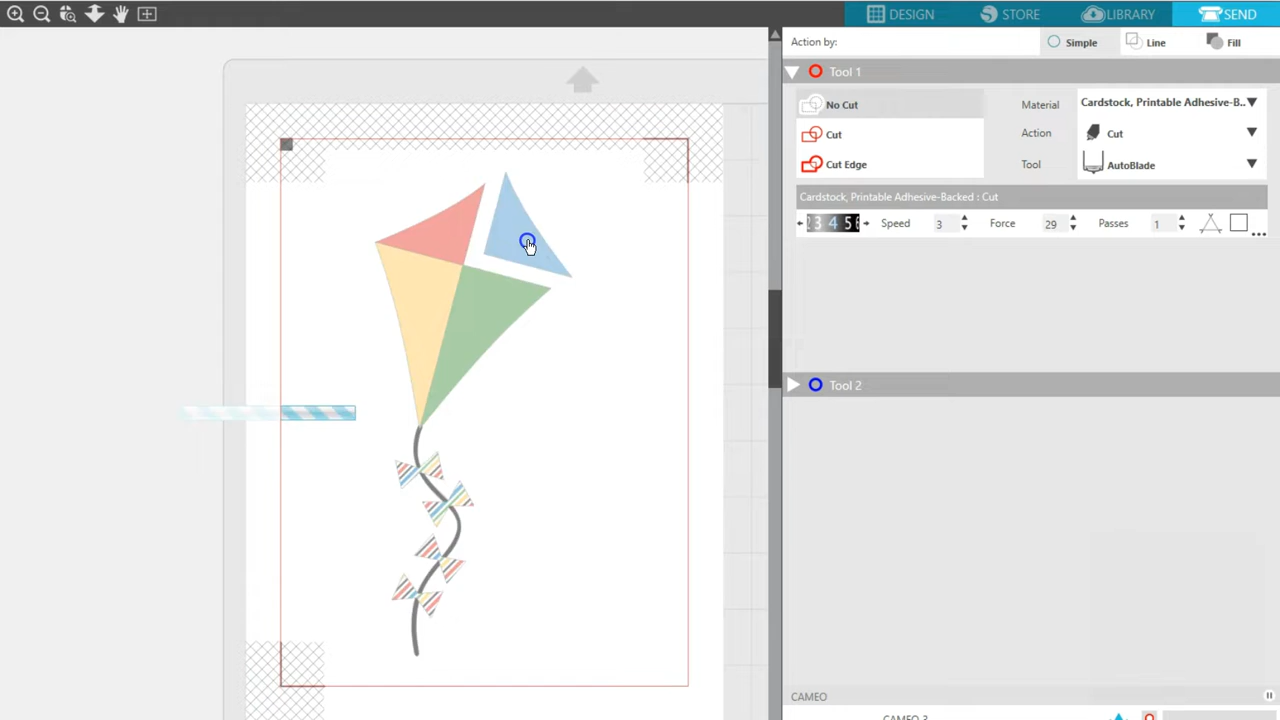 DESIGN STORE LIBRARY SEND
Action by: Simple Line Fill
Tool 1
No Cut Material Cardstock, Printable Adhesive-B..
Cut Action Cut
Cut Edge Tool AutoBlade
Cardstock, Printable Adhesive-Backed : Cut
2 3 4 5 6 Speed 3 Force 29 Passes 1 ...
Tool 2
CAMEO
CAMEO 3